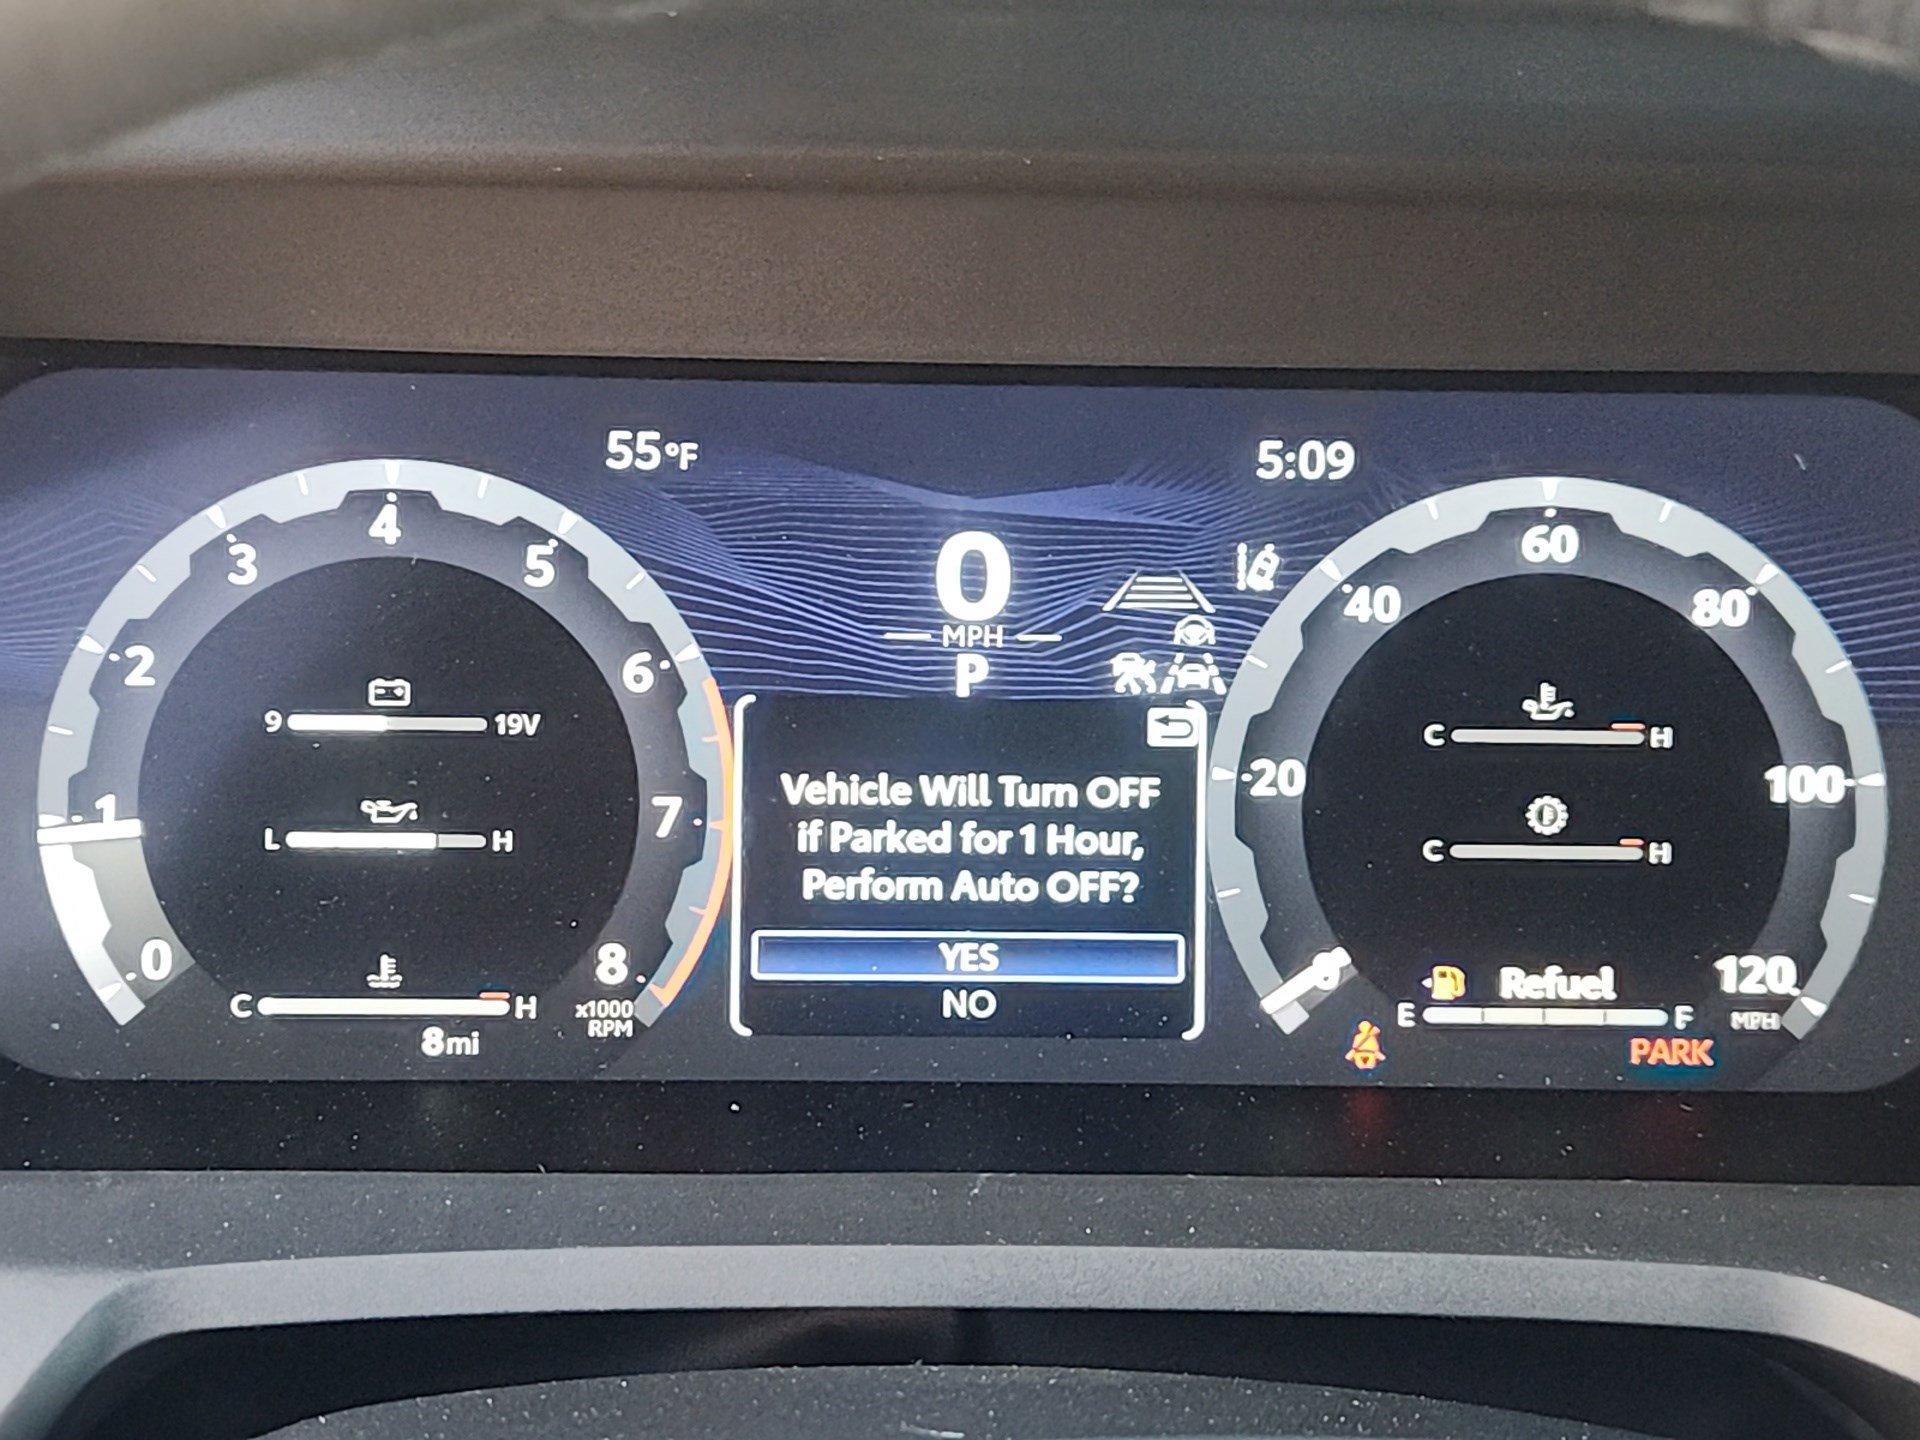 55°F
5:09
0
MPH
P
0
1
2
3
4
5
6
7
8
x1000
RPM
9
19V
L
H
C
H
8mi
Vehicle Will Turn OFF
if Parked for 1 Hour,
Perform Auto OFF?
YES
NO
0
20
40
60
80
100
120
MPH
C
H
C
H
Refuel
E
F
PARK